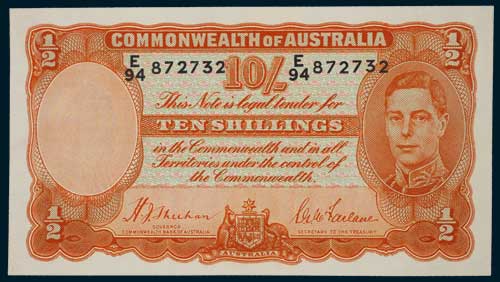 1/2 COMMONWEALTH OF AUSTRALIA 1/2
E/94 872732 10/- E/94 872732
This Note is legal tender for
TEN SHILLINGS
in the Commonwealth and in all
Territories under the control of
the Commonwealth.
1/2 H J Sheehan S G McFarlane 1/2
GOVERNOR
COMMONWEALTH BANK OF AUSTRALIA
SECRETARY TO THE TREASURY
AUSTRALIA